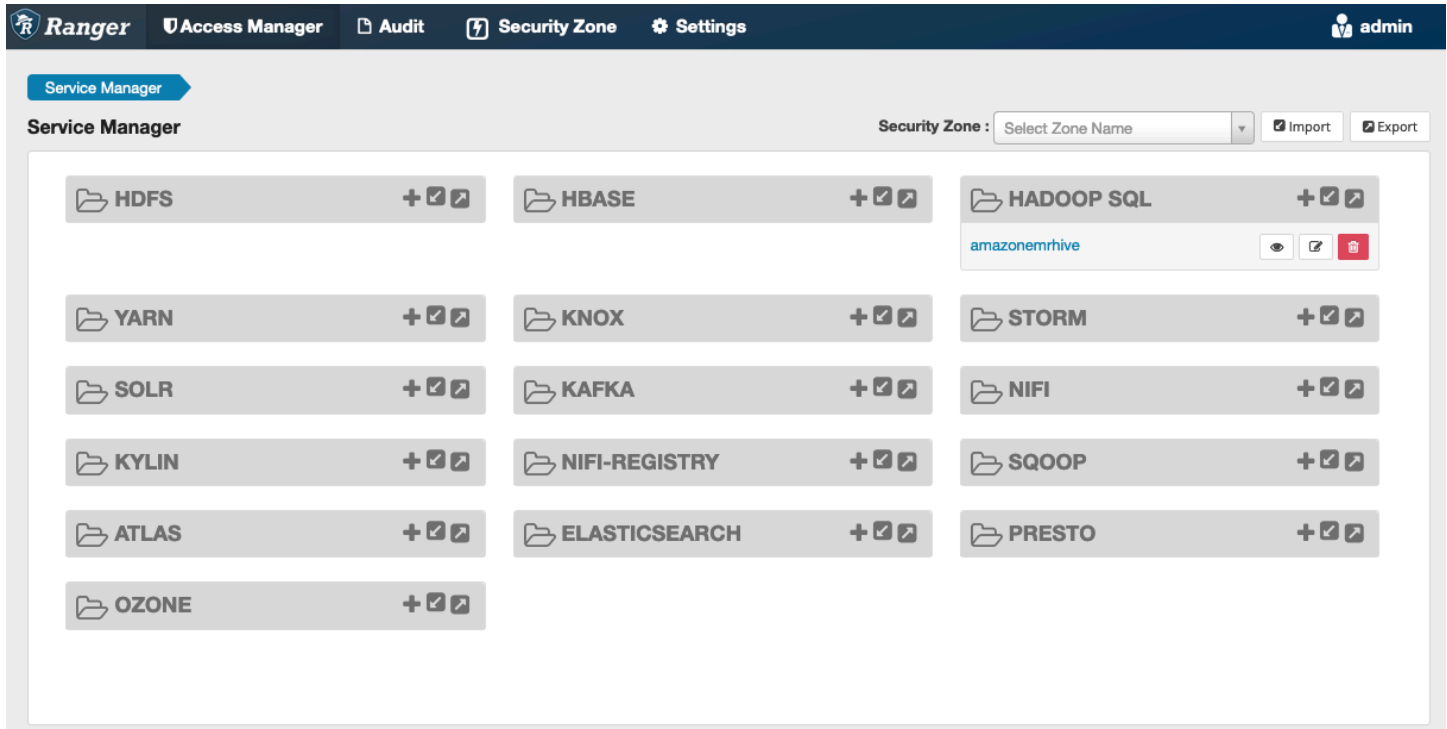 Ranger Access Manager Audit Security Zone Settings admin
Service Manager
Service Manager Security Zone : Select Zone Name Import Export
HDFS HBASE HADOOP SQL
amazonemrhive
YARN KNOX STORM
SOLR KAFKA NIFI
KYLIN NIFI-REGISTRY SQOOP
ATLAS ELASTICSEARCH PRESTO
OZONE